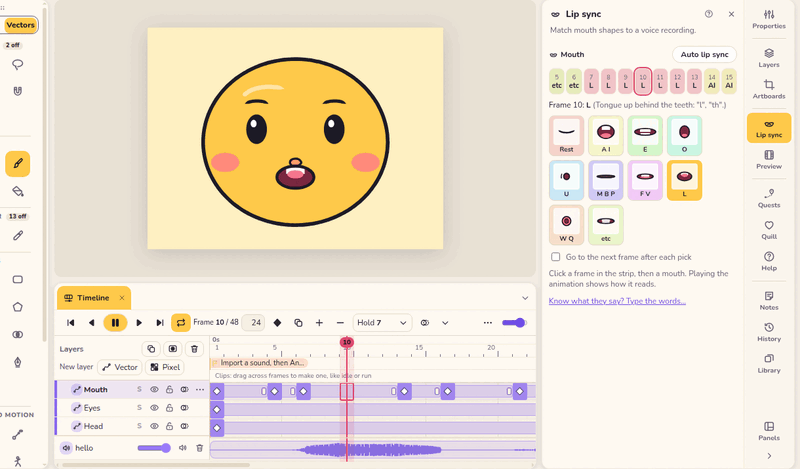 Vectors
2 off
13 off
MOTION
Lip sync
Match mouth shapes to a voice recording.
Mouth
Auto lip sync
5 6 7 8 9 10 11 12 13 14 15
etc etc L L L L L L L AI AI
Frame 10: L (Tongue up behind the teeth: "l", "th".)
Rest A I E O
U M B P F V L
W Q etc
Go to the next frame after each pick
Click a frame in the strip, then a mouth. Playing the
animation shows how it reads.
Know what they say? Type the words...
Properties
Layers
Artboards
Lip sync
Preview
Quests
Quill
Help
Notes
History
Library
Panels
Timeline
Frame 10 / 48 24
Hold 7
Layers
0s
1 5 10 15 20
New layer Vector Pixel
Import a sound, then An...
Clips: drag across frames to make one, like idle or run
Mouth S
Eyes S
Head S
hello